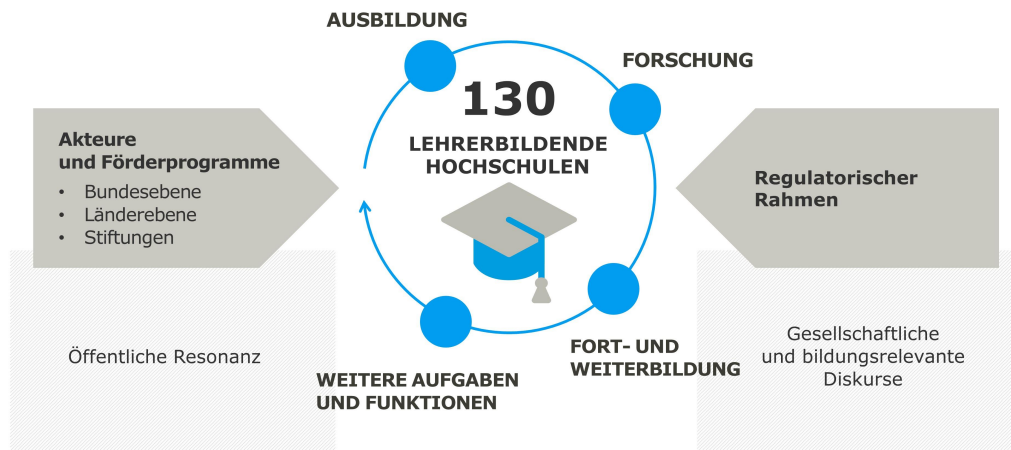 AUSBILDUNG
FORSCHUNG
130
LEHRERBILDENDE
HOCHSCHULEN
Akteure
und Förderprogramme
• Bundesebene
• Länderebene
• Stiftungen
Regulatorischer
Rahmen
Öffentliche Resonanz
WEITERE AUFGABEN
UND FUNKTIONEN
FORT- UND
WEITERBILDUNG
Gesellschaftliche
und bildungsrelevante
Diskurse